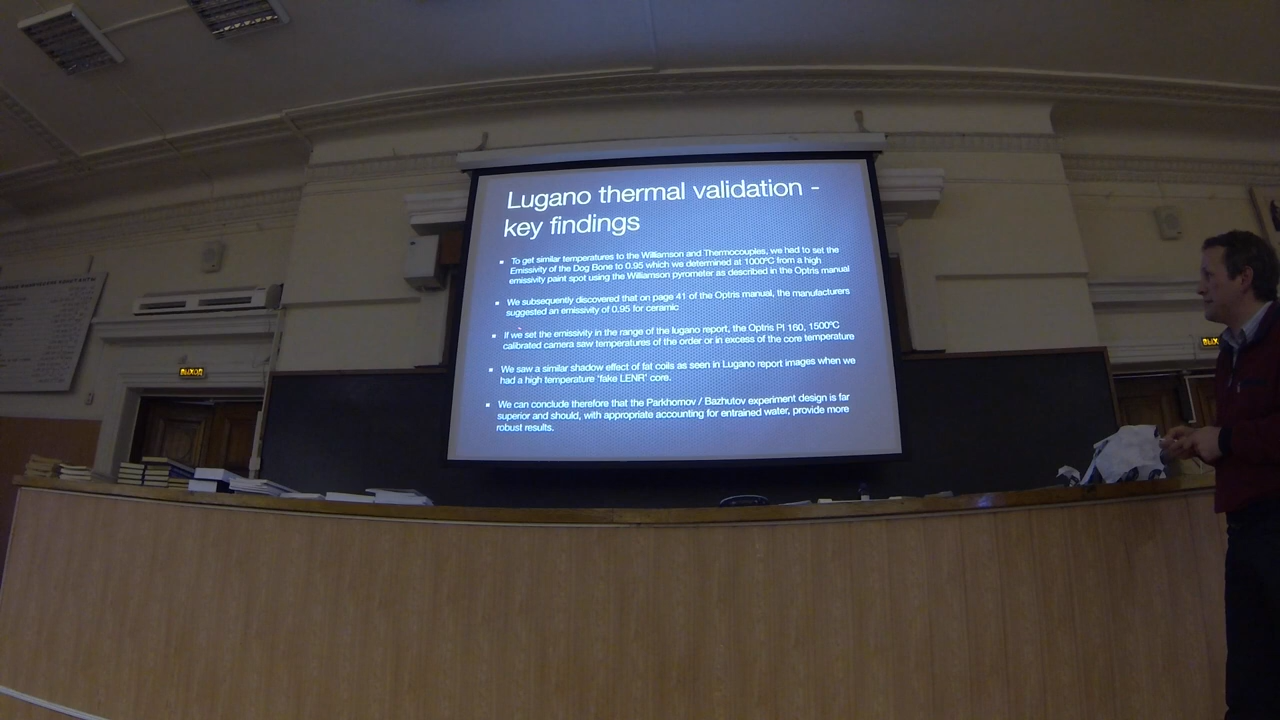 Lugano thermal validation -
key findings
To get similar temperatures to the Williamson and Thermocouples, we had to set the
Emissivity of the Dog Bone to 0.95 which we determined at 1000ºC from a high
emissivity paint spot using the Williamson pyrometer as described in the Optris manual
We subsequently discovered that on page 41 of the Optris manual, the manufacturers
suggested an emissivity of 0.95 for ceramic
If we set the emissivity in the range of the lugano report, the Optris PI 160, 1500ºC
calibrated camera saw temperatures of the order or in excess of the core temperature
We saw a similar shadow effect of fat coils as seen in Lugano report images when we
had a high temperature 'fake LENR' core.
We can conclude therefore that the Parkhomov / Bazhutov experiment design is far
superior and should, with appropriate accounting for entrained water, provide more
robust results.
ВЫХОД
ВЫХ